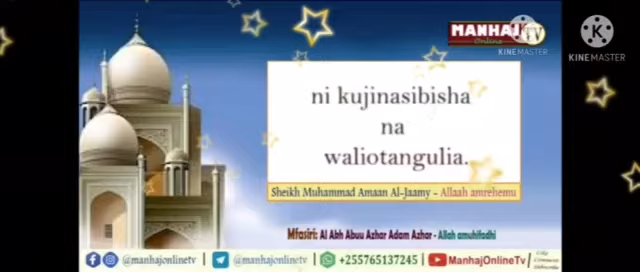 MANHAJ TV
Online
KINEMASTER
KINEMASTER
ni kujinasibisha
na
waliotangulia.
Sheikh Muhammad Amaan Al-Jaamy – Allaah amrehemu
Mfasiri: Al Akh Abuu Azhar Adam Azhar - Allah amuhifadhi
@manhajonlinetv
@manhajonlinetv
+255765137245
ManhajOnlineTv